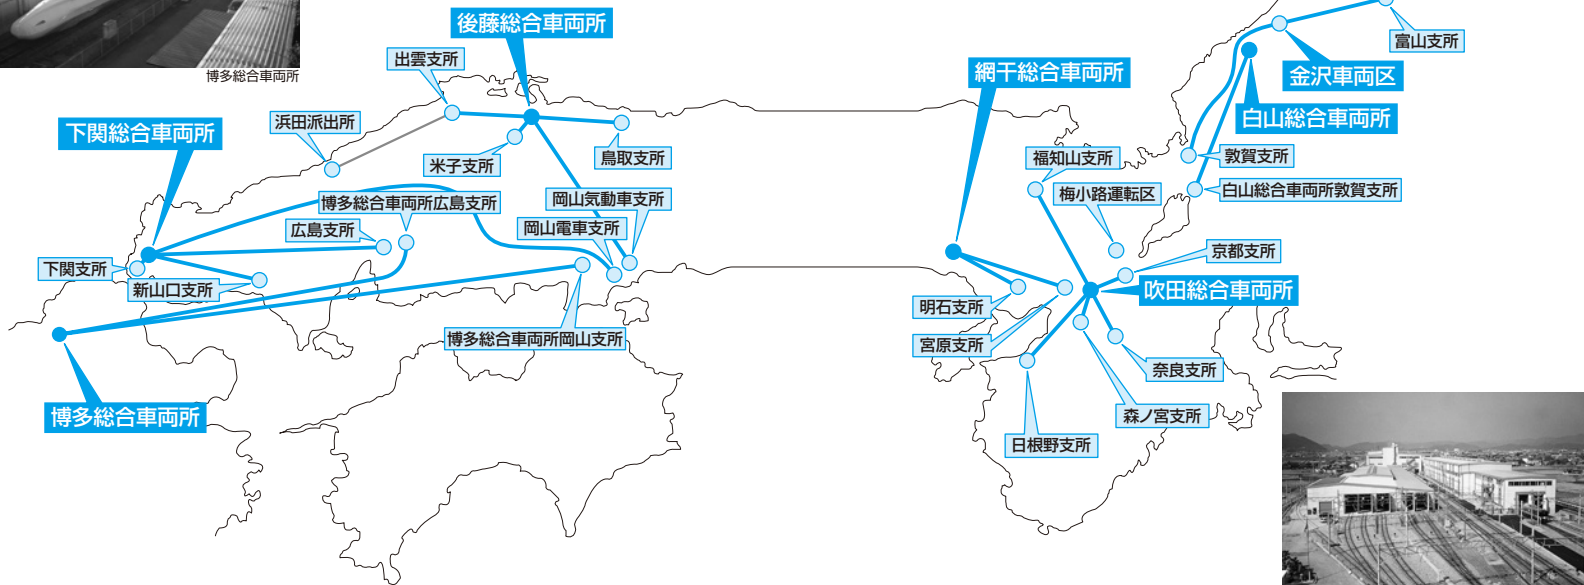 博多総合車両所
後藤総合車両所
出雲支所
浜田派出所
下関総合車両所
米子支所
鳥取支所
博多総合車両所広島支所
岡山気動車支所
岡山電車支所
広島支所
下関支所
新山口支所
博多総合車両所岡山支所
博多総合車両所
富山支所
金沢車両区
網干総合車両所
白山総合車両所
福知山支所
敦賀支所
梅小路運転区
白山総合車両所敦賀支所
京都支所
吹田総合車両所
明石支所
宮原支所
奈良支所
森ノ宮支所
日根野支所